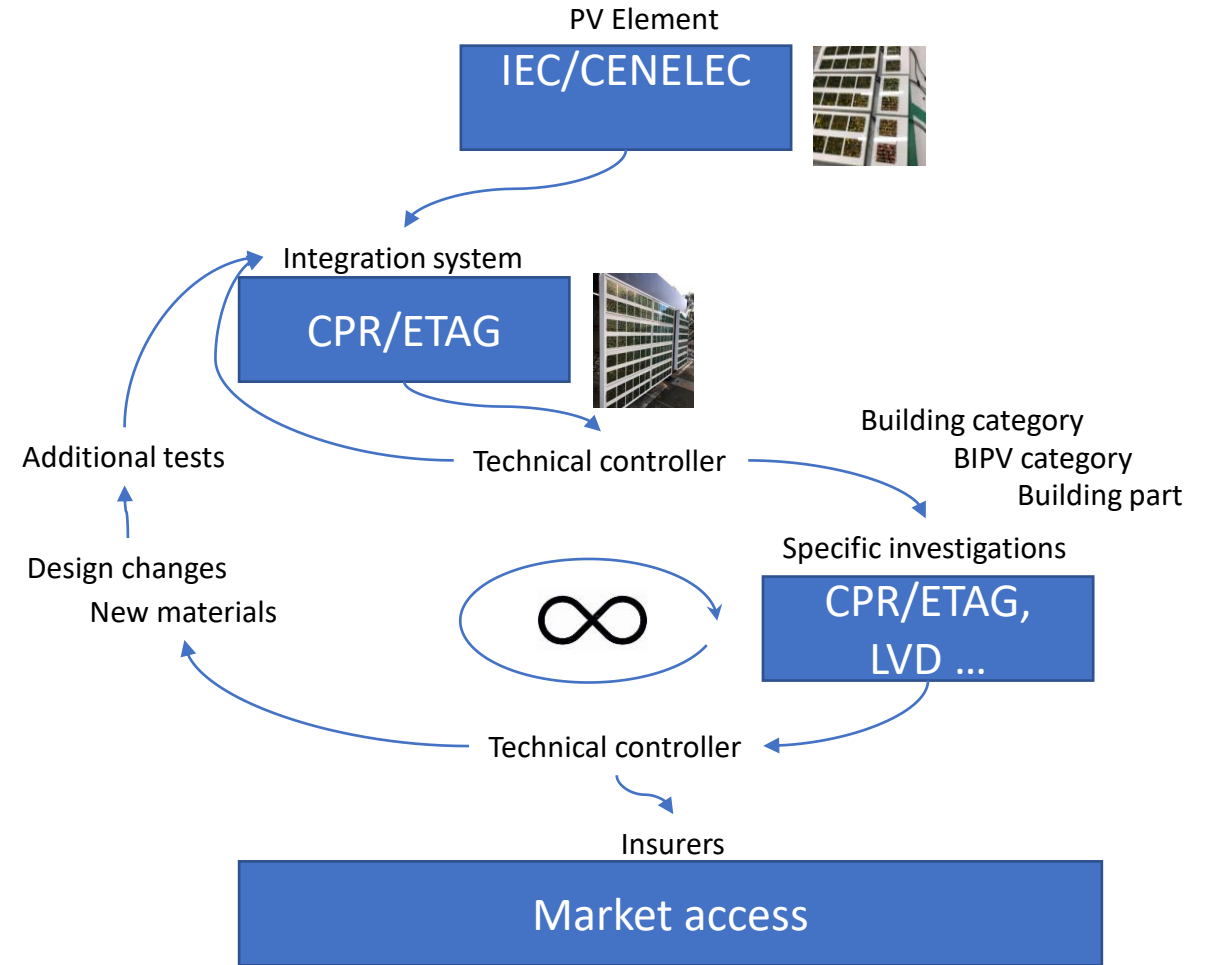 PV Element
IEC/CENELEC
Integration system
CPR/ETAG
Building category
BIPV category
Building part
Additional tests
Technical controller
Specific investigations
Design changes
New materials
CPR/ETAG,
LVD ...
Technical controller
Insurers
Market access